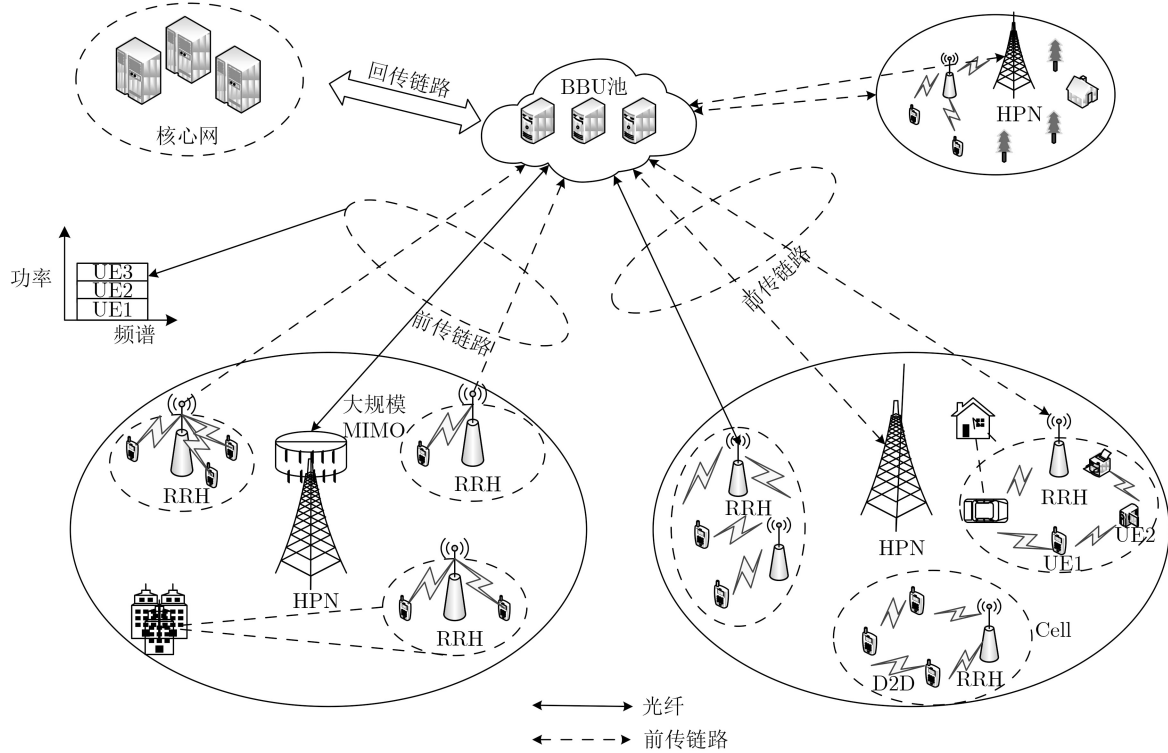 回传链路
BBU池
核心网
HPN
功率
UE3
UE2
UE1
频谱
前传链路
前传链路
大规模
MIMO
RRH
RRH
HPN
RRH
RRH
HPN
RRH
UE2
UE1
Cell
D2D
RRH
光纤
前传链路